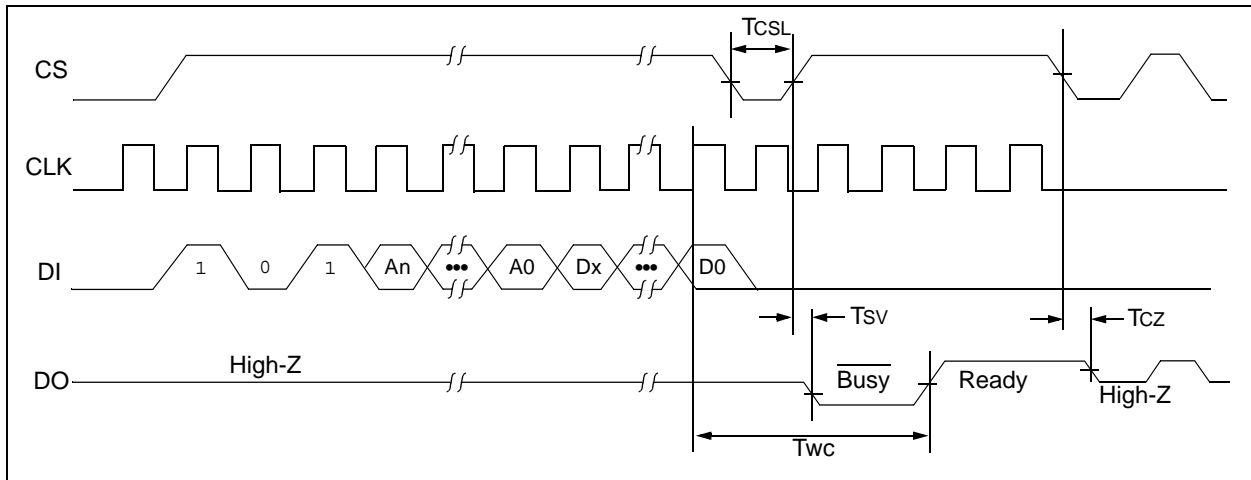 TCSL
CS
CLK
DI
1 0 1 An ••• A0 Dx ••• D0
TSV
TCZ
DO
High-Z
Busy
Ready
High-Z
Twc